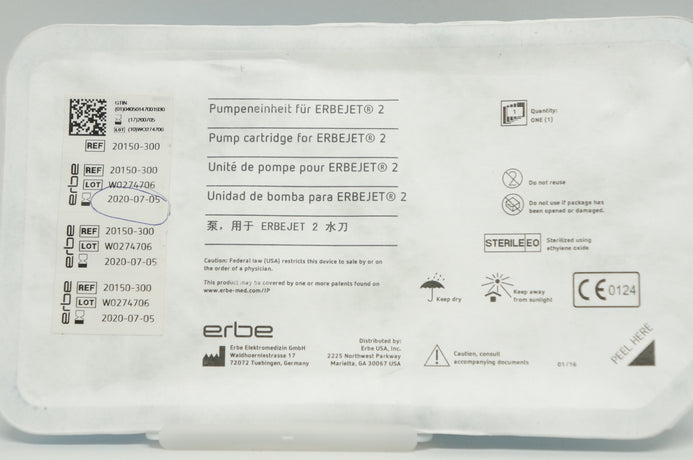 GTIN
(01)04050147001930
(17)200705
LOT (10)W0274706
REF 20150-300
erbe
REF 20150-300
LOT W0274706
2020-07-05
erbe
REF 20150-300
LOT W0274706
2020-07-05
erbe
REF 20150-300
LOT W0274706
2020-07-05
Pumpeneinheit für ERBEJET® 2
Pump cartridge for ERBEJET® 2
Unité de pompe pour ERBEJET® 2
Unidad de bomba para ERBEJET® 2
泵，用于 ERBEJET 2 水刀
Caution: Federal law (USA) restricts this device to sale by or on
the order of a physician.
This product may be covered by one or more patents found on
www.erbe-med.com/IP
erbe
Erbe Elektromedizin GmbH
Waldhoernlestrasse 17
72072 Tuebingen, Germany
Distributed by:
Erbe USA, Inc.
2225 Northwest Parkway
Marietta, GA 30067 USA
1
Quantity:
ONE (1)
2
Do not reuse
Do not use if package has
been opened or damaged.
STERILE EO
Sterilized using
ethylene oxide
Keep dry
Keep away
from sunlight
CE 0124
Caution, consult
accompanying documents
01/16
PEEL HERE